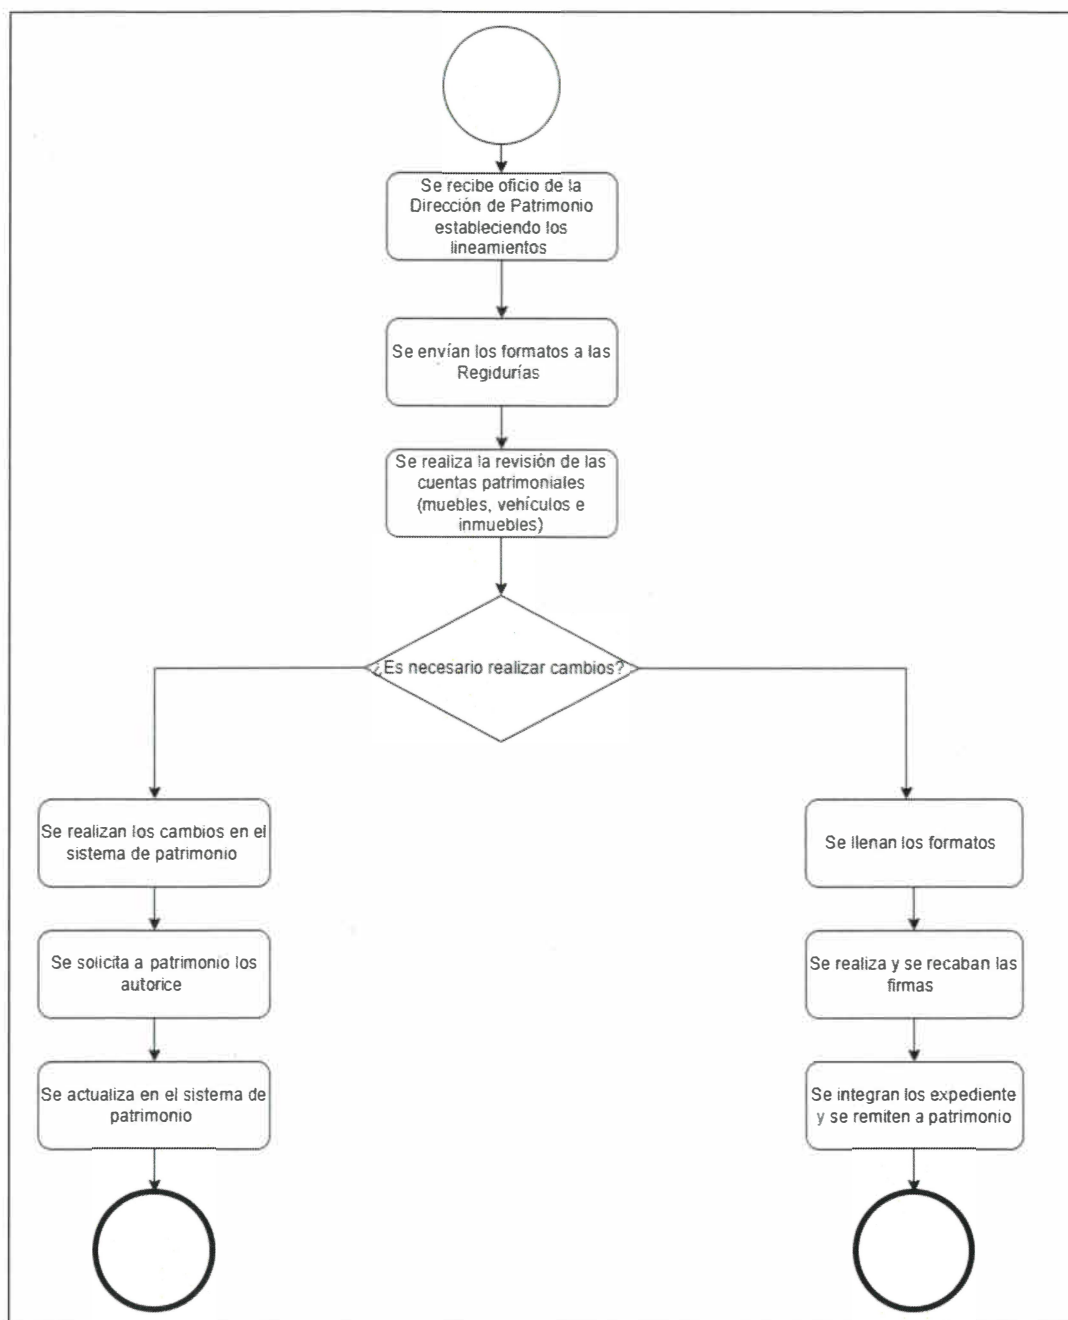 Se recibe oficio de la
Dirección de Patrimonio
estableciendo los
lineamientos
Se envían los formatos a las
Regidurías
Se realiza la revisión de las
cuentas patrimoniales
(muebles, vehículos e
inmuebles)
¿Es necesario realizar cambios?
Se realizan los cambios en el
sistema de patrimonio
Se solicita a patrimonio los
autorice
Se actualiza en el sistema de
patrimonio
Se llenan los formatos
Se realiza y se recaban las
firmas
Se integran los expediente
y se remiten a patrimonio